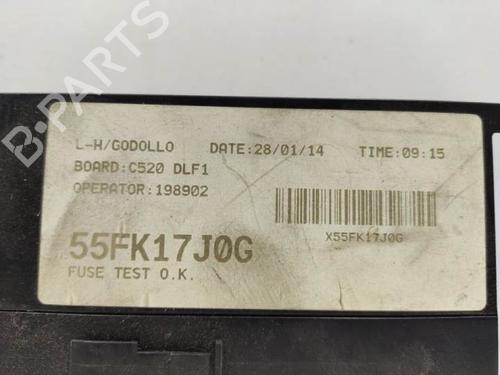 L-H/GODOLLO DATE:28/01/14 TIME:09:15
BOARD:C520 DLF1
OPERATOR:198902
55FK17J0G
X55FK17J0G
FUSE TEST O.K.
B-PARTS